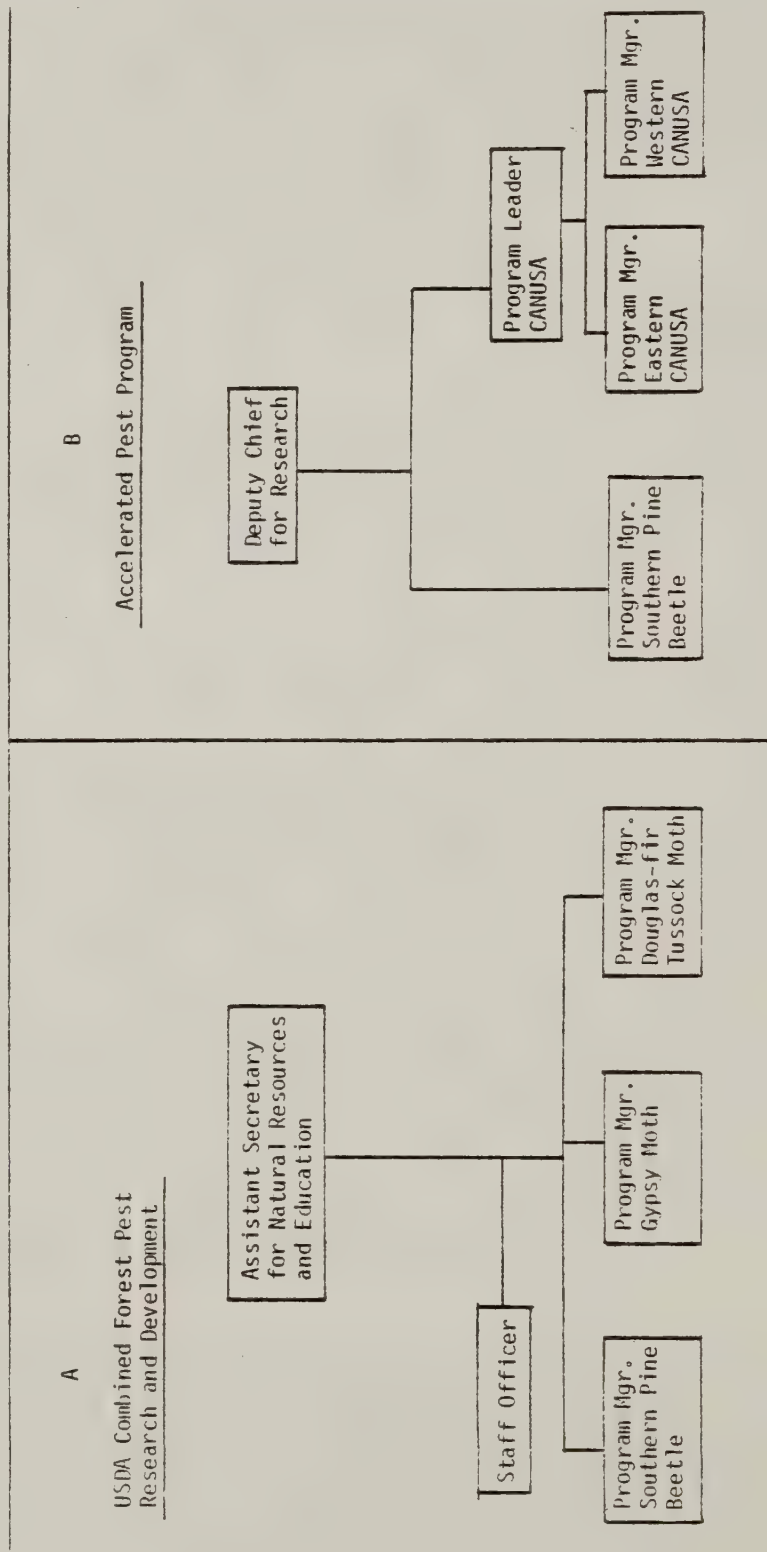 A
USDA Combined Forest Pest
Research and Development
Assistant Secretary
for Natural Resources
and Education
Staff Officer
Program Mgr.
Southern Pine
Beetle
Program Mgr.
Gypsy Moth
Program Mgr.
Douglas-fir
Tussock Moth
B
Accelerated Pest Program
Deputy Chief
for Research
Program Leader
CANUSA
Program Mgr.
Southern Pine
Beetle
Program Mgr.
Eastern
CANUSA
Program Mgr.
Western
CANUSA